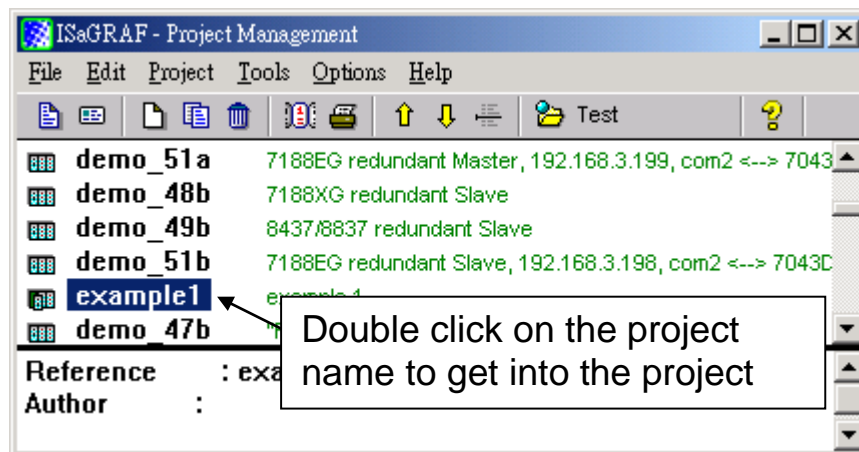 ISaGRAF - Project Management
File Edit Project Tools Options Help
Test
demo_51a 7188EG redundant Master, 192.168.3.199, com2 <--> 7043
demo_48b 7188XG redundant Slave
demo_49b 8437/8837 redundant Slave
demo_51b 7188EG redundant Slave, 192.168.3.198, com2 <--> 7043D
example1
demo_47b
Double click on the project
name to get into the project
Reference : exa
Author :